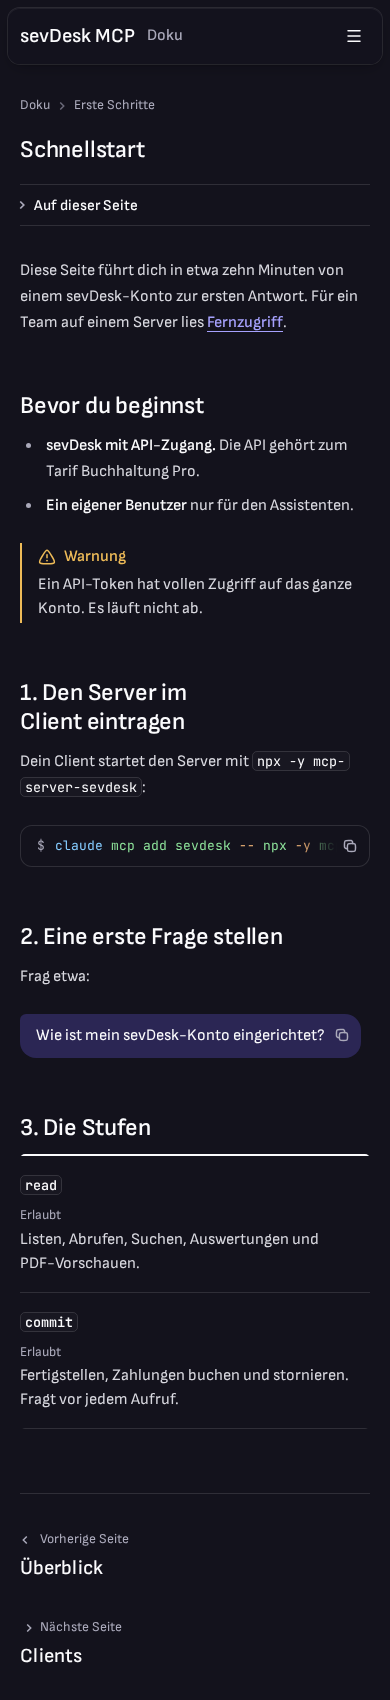 sevDesk MCP Doku
Doku > Erste Schritte
Schnellstart
Auf dieser Seite
Diese Seite führt dich in etwa zehn Minuten von
einem sevDesk-Konto zur ersten Antwort. Für ein
Team auf einem Server lies Fernzugriff.
Bevor du beginnst
• sevDesk mit API-Zugang. Die API gehört zum
Tarif Buchhaltung Pro.
• Ein eigener Benutzer nur für den Assistenten.
Warnung
Ein API-Token hat vollen Zugriff auf das ganze
Konto. Es läuft nicht ab.
1. Den Server im
Client eintragen
Dein Client startet den Server mit npx -y mcp-
server-sevdesk:
$ claude mcp add sevdesk -- npx -y mc
2. Eine erste Frage stellen
Frag etwa:
Wie ist mein sevDesk-Konto eingerichtet?
3. Die Stufen
read
Erlaubt
Listen, Abrufen, Suchen, Auswertungen und
PDF-Vorschauen.
commit
Erlaubt
Fertigstellen, Zahlungen buchen und stornieren.
Fragt vor jedem Aufruf.
Vorherige Seite
Überblick
Nächste Seite
Clients